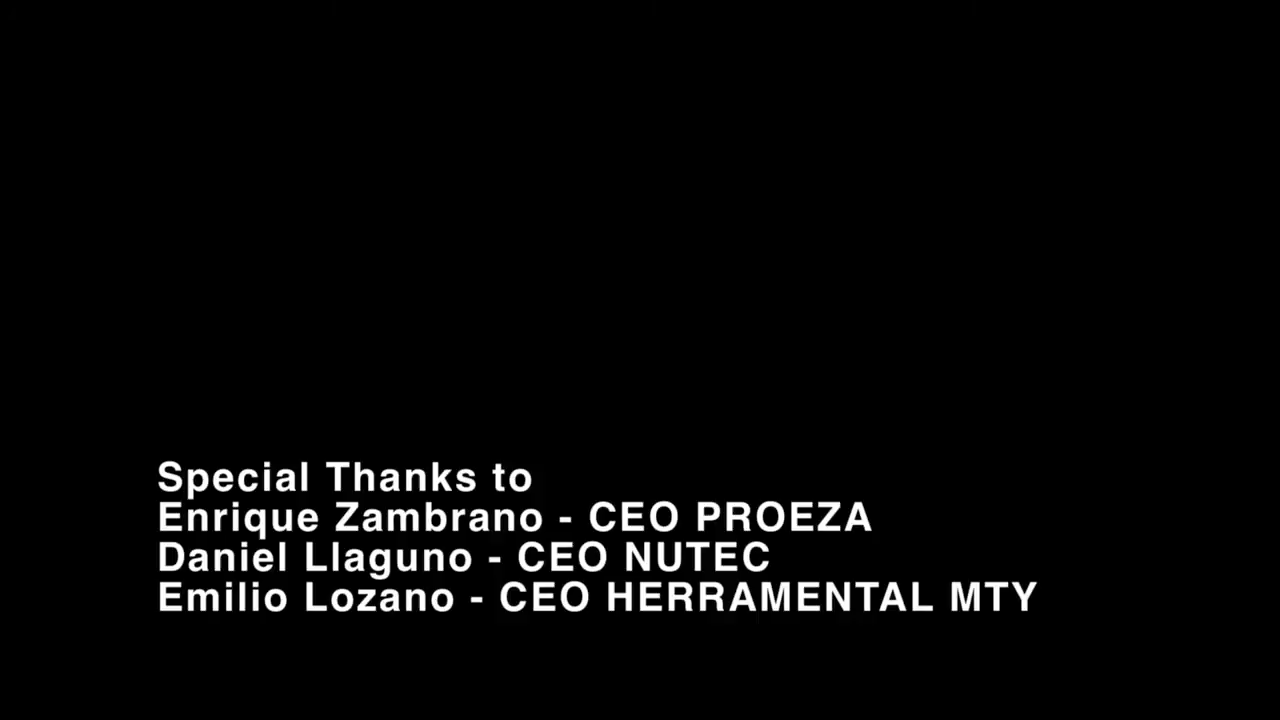 Special Thanks to
Enrique Zambrano - CEO PROEZA
Daniel Llaguno - CEO NUTEC
Emilio Lozano - CEO HERRAMENTAL MTY